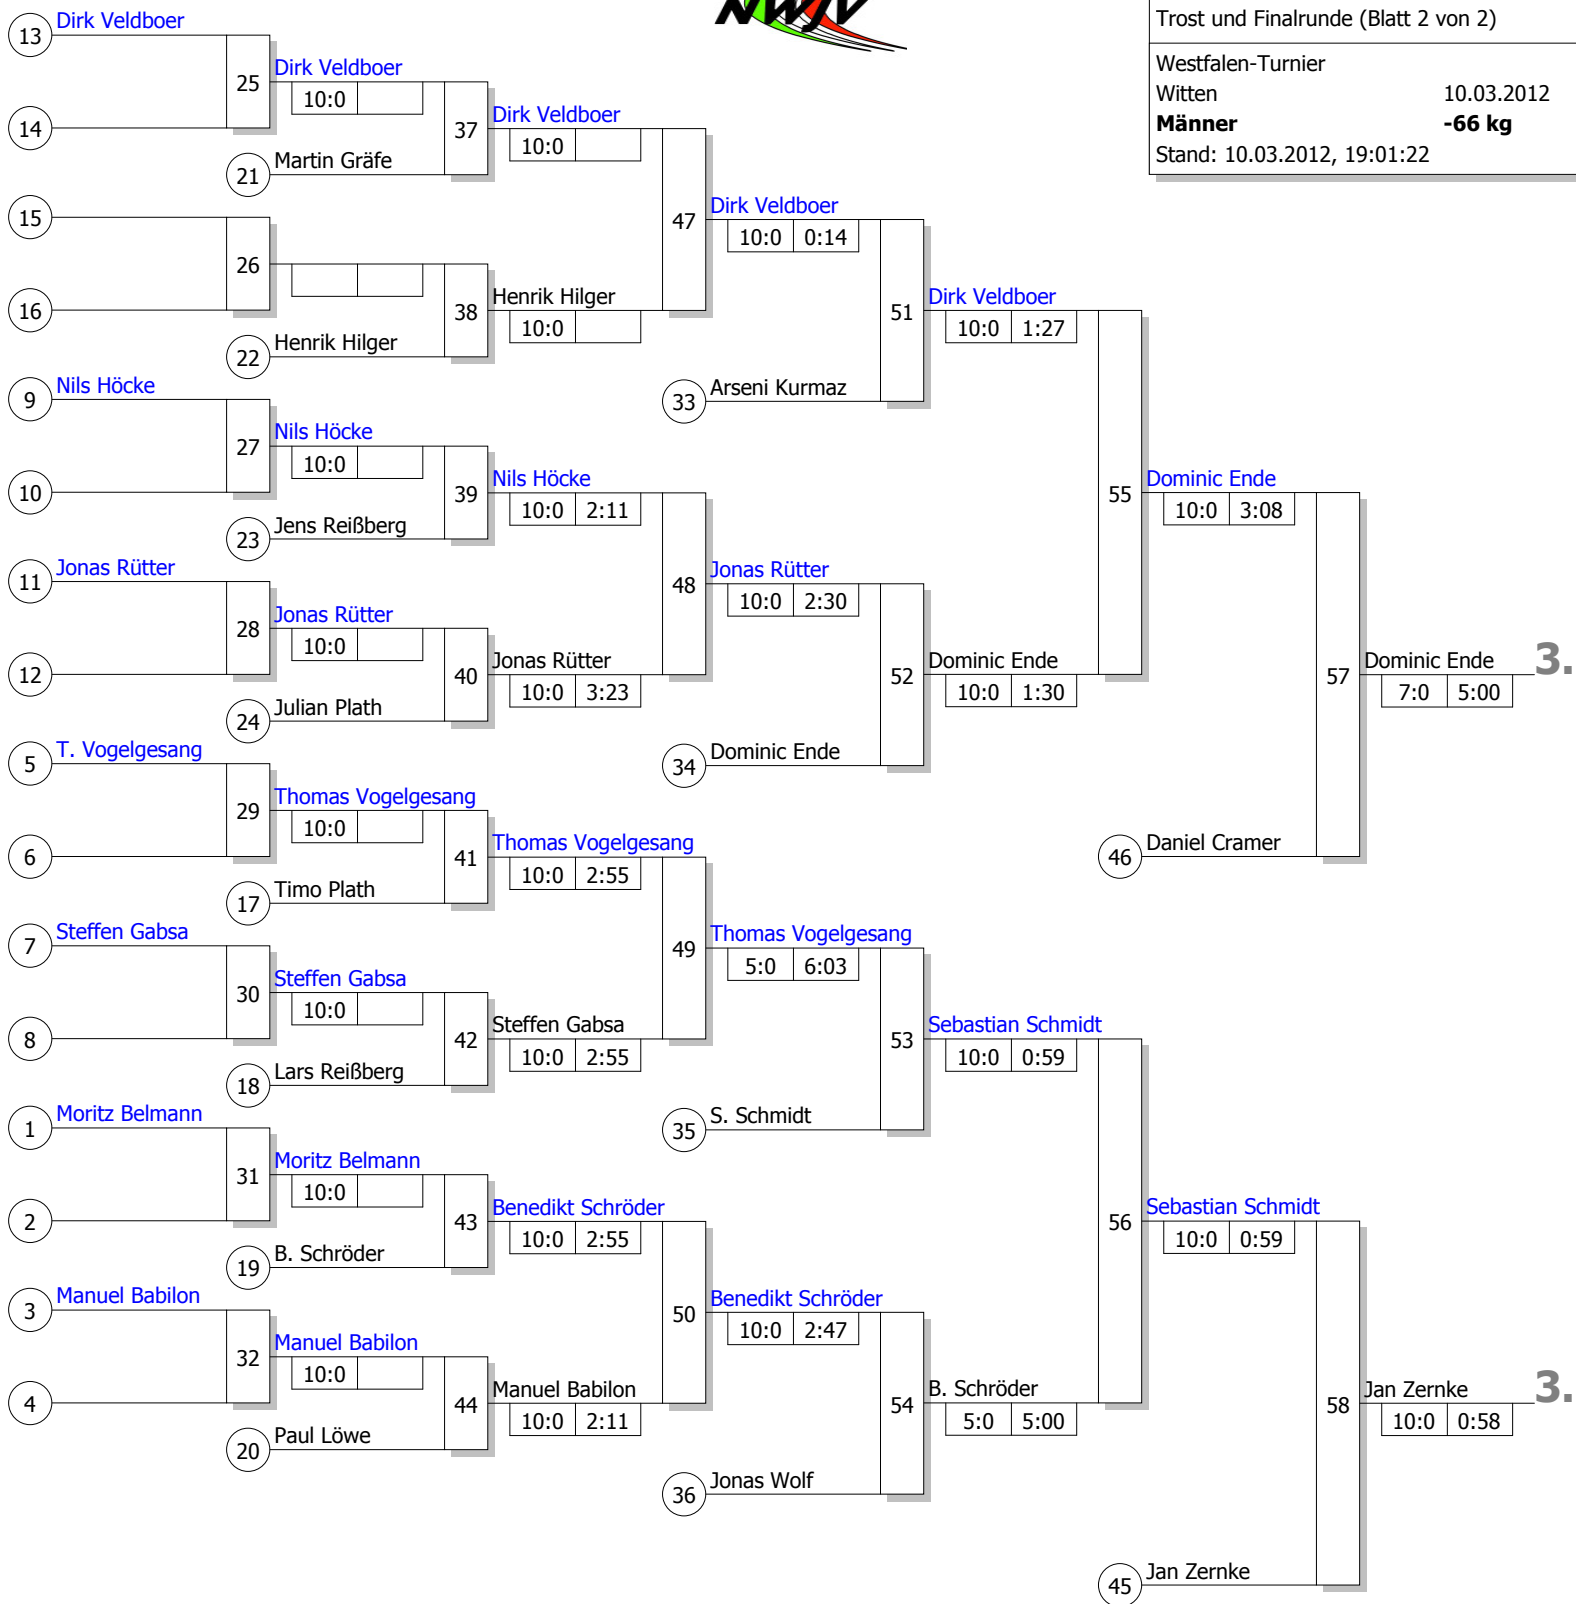 NWJV
Trost und Finalrunde (Blatt 2 von 2)
Westfalen-Turnier
Witten 10.03.2012
Männer -66 kg
Stand: 10.03.2012, 19:01:22
13 Dirk Veldboer
25 Dirk Veldboer
10:0
14
37 Dirk Veldboer
10:0
21 Martin Gräfe
15
47 Dirk Veldboer
10:0 0:14
26
16
38 Henrik Hilger
10:0
22 Henrik Hilger
51 Dirk Veldboer
10:0 1:27
33 Arseni Kurmaz
9 Nils Höcke
27 Nils Höcke
10:0
10
39 Nils Höcke
10:0 2:11
23 Jens Reißberg
55 Dominic Ende
10:0 3:08
11 Jonas Rütter
48 Jonas Rütter
10:0 2:30
28 Jonas Rütter
10:0
12
40 Jonas Rütter
10:0 3:23
24 Julian Plath
52 Dominic Ende
10:0 1:30
34 Dominic Ende
57 Dominic Ende 3.
7:0 5:00
5 T. Vogelgesang
29 Thomas Vogelgesang
10:0
6
41 Thomas Vogelgesang
10:0 2:55
17 Timo Plath
46 Daniel Cramer
7 Steffen Gabsa
49 Thomas Vogelgesang
5:0 6:03
30 Steffen Gabsa
10:0
8
42 Steffen Gabsa
10:0 2:55
18 Lars Reißberg
53 Sebastian Schmidt
10:0 0:59
35 S. Schmidt
1 Moritz Belmann
31 Moritz Belmann
10:0
2
43 Benedikt Schröder
10:0 2:55
19 B. Schröder
56 Sebastian Schmidt
10:0 0:59
3 Manuel Babilon
50 Benedikt Schröder
10:0 2:47
32 Manuel Babilon
10:0
4
44 Manuel Babilon
10:0 2:11
20 Paul Löwe
54 B. Schröder
5:0 5:00
36 Jonas Wolf
58 Jan Zernke 3.
10:0 0:58
45 Jan Zernke